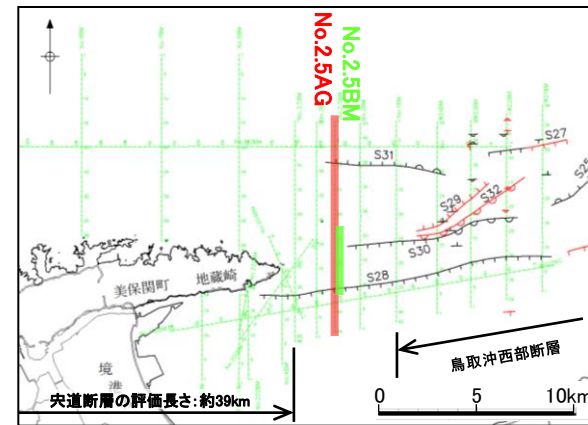 No.2.5AG
No.2.5BM
S27
S31
S25
S29
S32
S30
S28
美保関町
地蔵崎
境
港
鳥取沖西部断層
宍道断層の評価長さ:約39km
0 5 10km